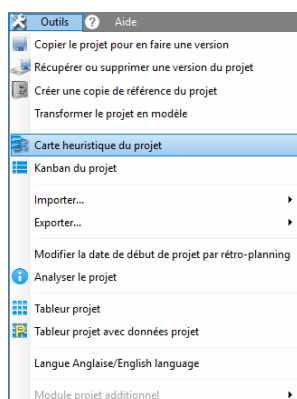 Outils ? Aide
Copier le projet pour en faire une version
Récupérer ou supprimer une version du projet
Créer une copie de référence du projet
Transformer le projet en modèle
Carte heuristique du projet
Kanban du projet
Importer...
Exporter...
Modifier la date de début de projet par rétro-planning
Analyser le projet
Tableur projet
Tableur projet avec données projet
Langue Anglaise/English language
Module projet additionnel